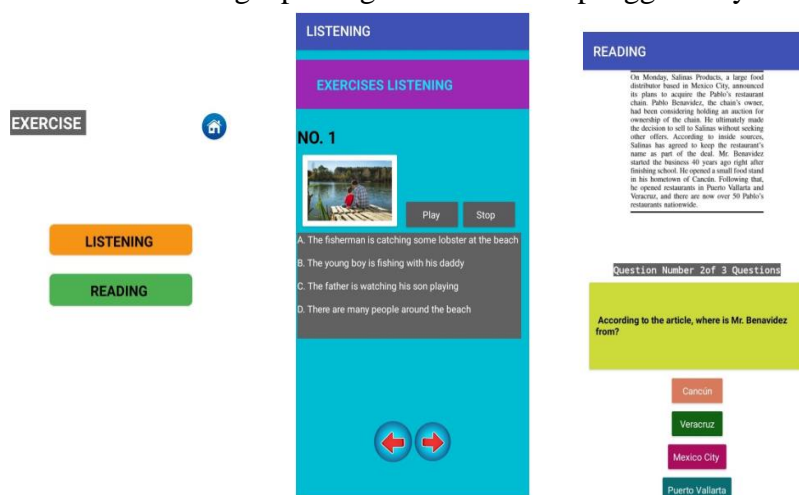 EXERCISE
LISTENING
READING
LISTENING
EXERCISES LISTENING
NO. 1
Play
Stop
A. The fisherman is catching some lobster at the beach
B. The young boy is fishing with his daddy
C. The father is watching his son playing
D. There are many people around the beach
READING
On Monday, Salinas Products, a large food
distributor based in Mexico City, announced
its plans to acquire the Pablo's restaurant
chain. Pablo Benavidez, the chain's owner,
had been considering holding an auction for
ownership of the chain. He ultimately made
the decision to sell to Salinas without seeking
other offers. According to inside sources,
Salinas has agreed to keep the restaurant's
name as part of the deal. Mr. Benavidez
started the business 40 years ago right after
finishing school. He opened a small food stand
in his hometown of Cancún. Following that,
he opened restaurants in Puerto Vallarta and
Veracruz, and there are now over 50 Pablo's
restaurants nationwide.
Question Number 2of 3 Questions
According to the article, where is Mr. Benavidez
from?
Cancún
Veracruz
Mexico City
Puerto Vallarta